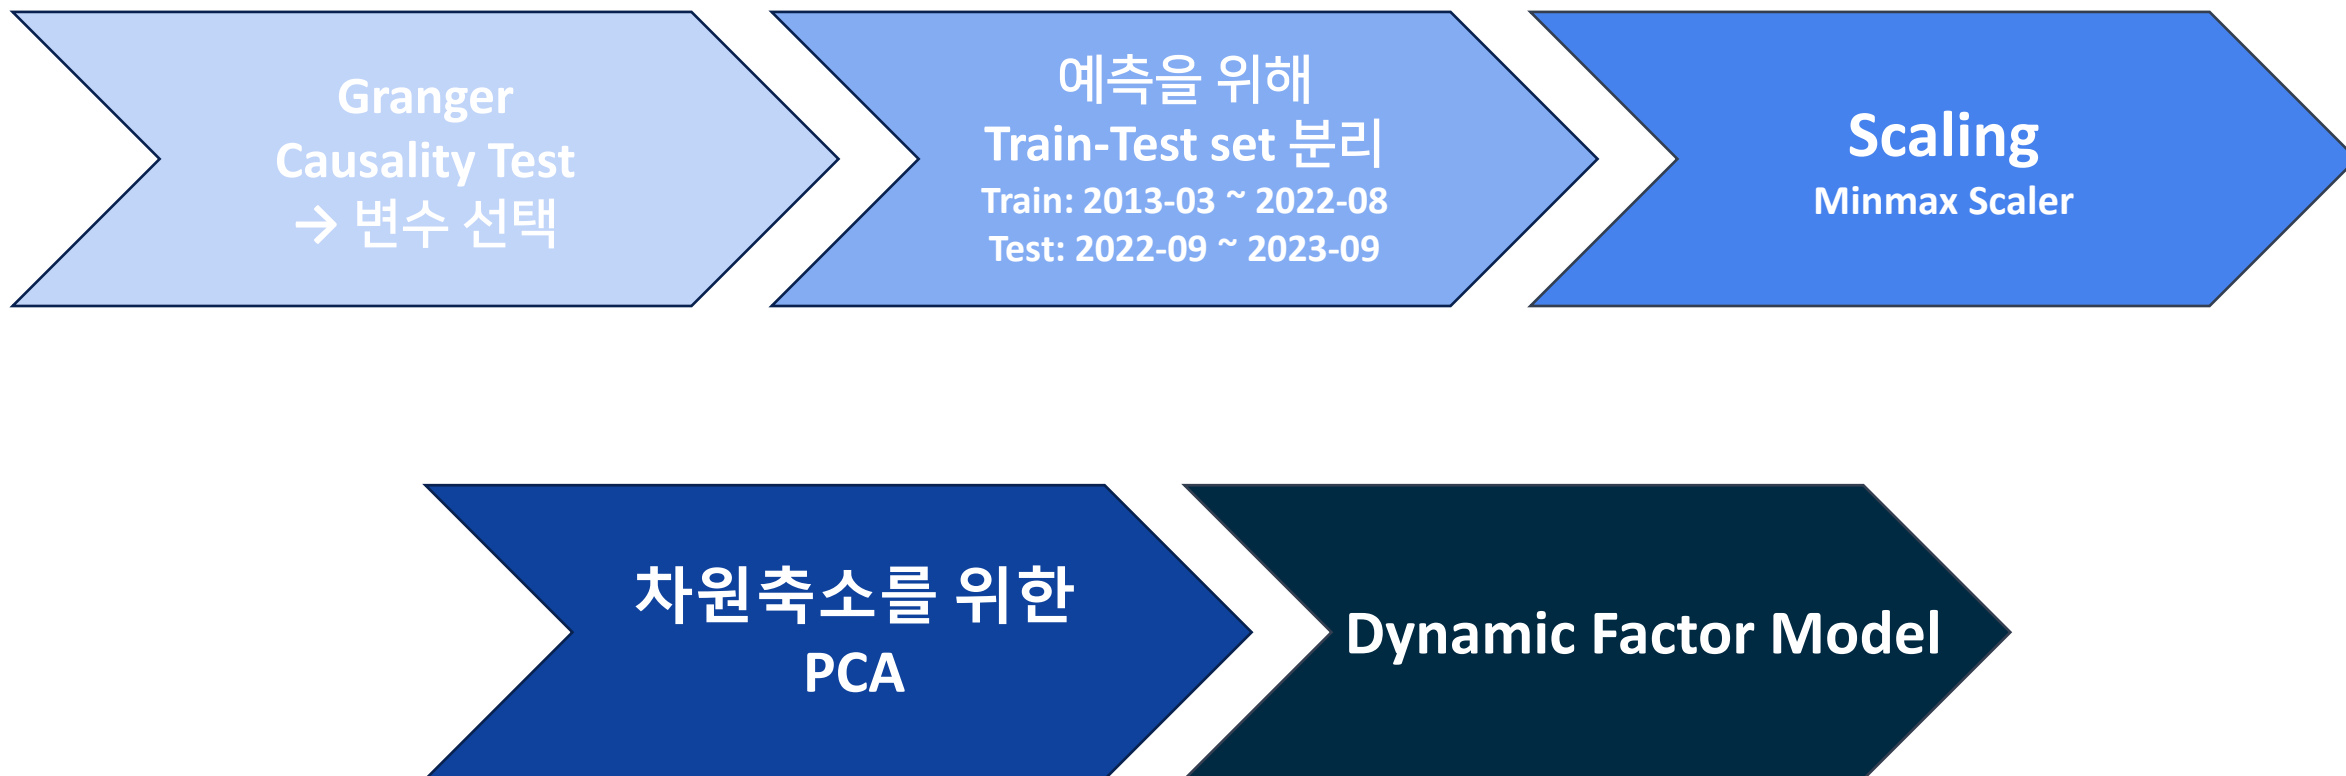 Granger
Causality Test
→ 변수 선택
예측을 위해
Train-Test set 분리
Train: 2013-03 ~ 2022-08
Test: 2022-09 ~ 2023-09
Scaling
Minmax Scaler
차원축소를 위한
PCA
Dynamic Factor Model